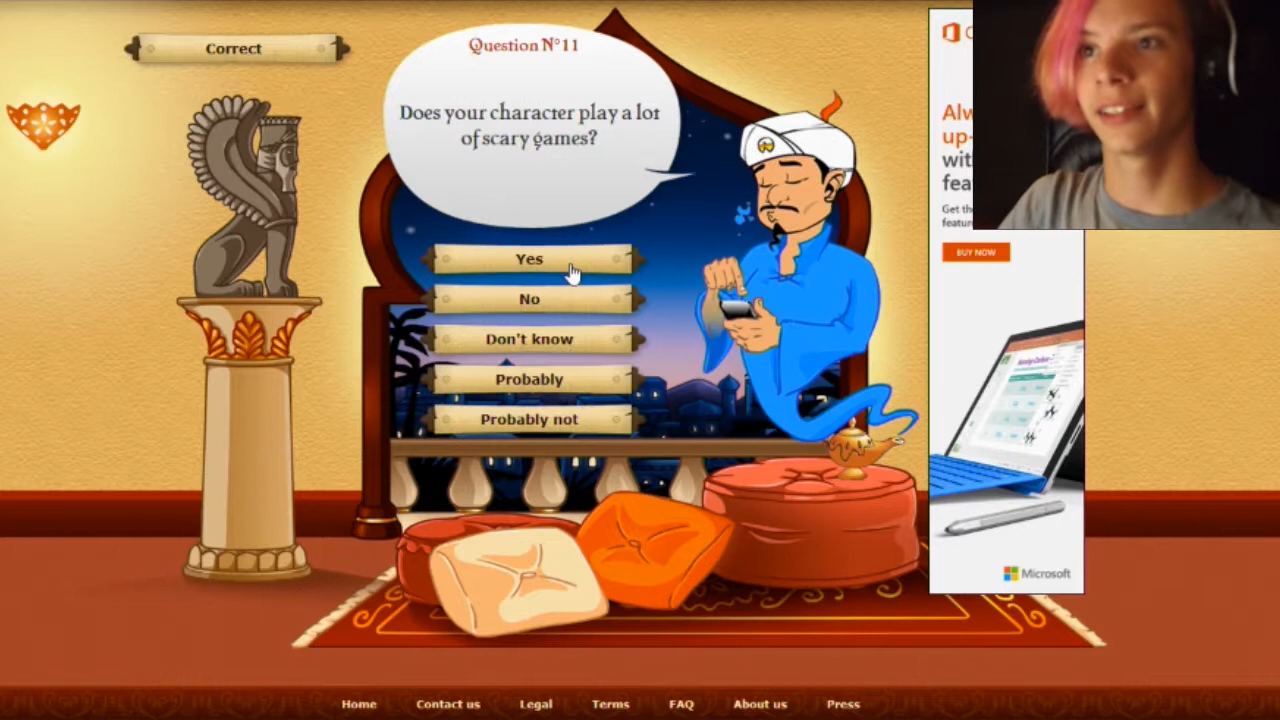 Correct
Question N°11
Does your character play a lot
of scary games?
Yes
No
Don't know
Probably
Probably not
up-
wit
fea
Get th
featur
BUY NOW
Microsoft
Home
Contact us
Legal
Terms
FAQ
About us
Press